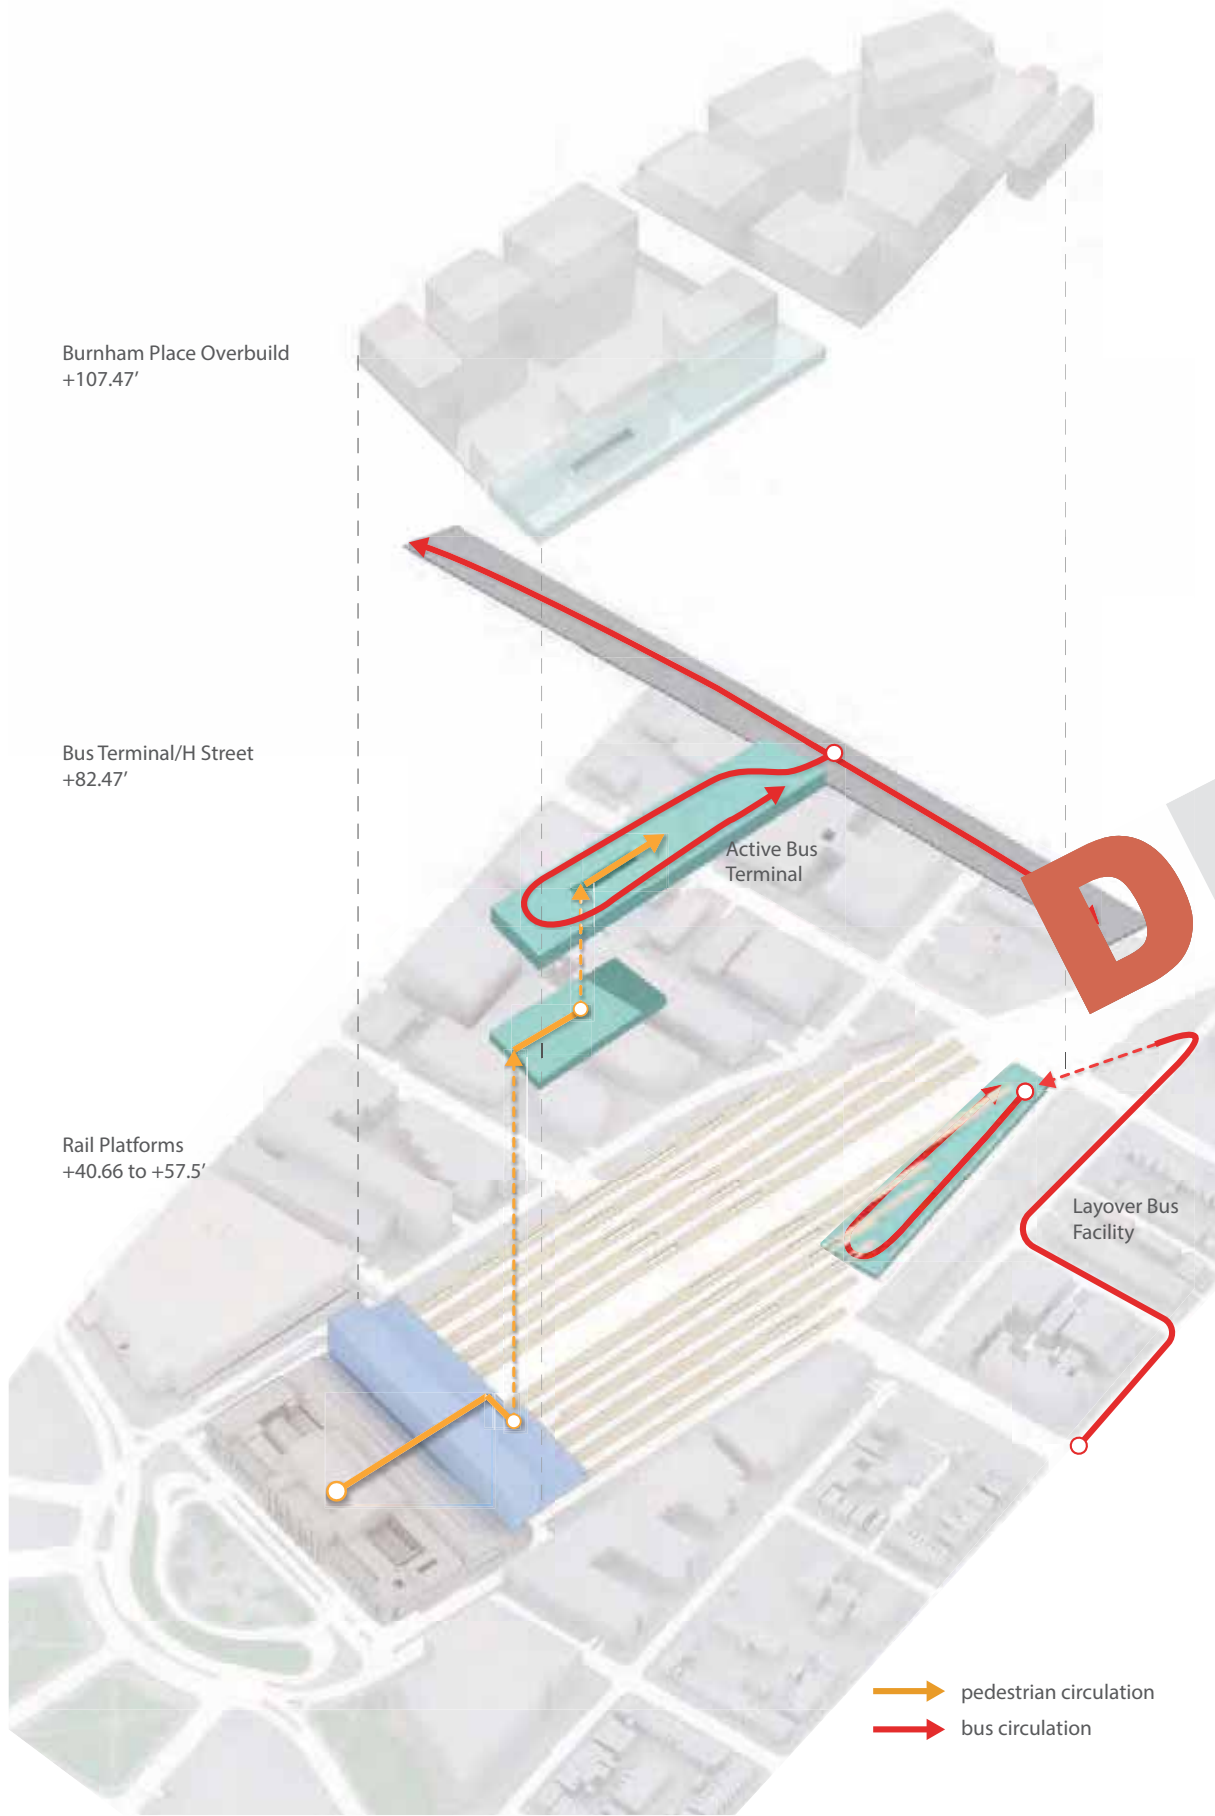 Burnham Place Overbuild
+107.47’
Bus Terminal/H Street
+82.47’
Active Bus
Terminal
D
Rail Platforms
+40.66 to +57.5’
Layover Bus
Facility
pedestrian circulation
bus circulation